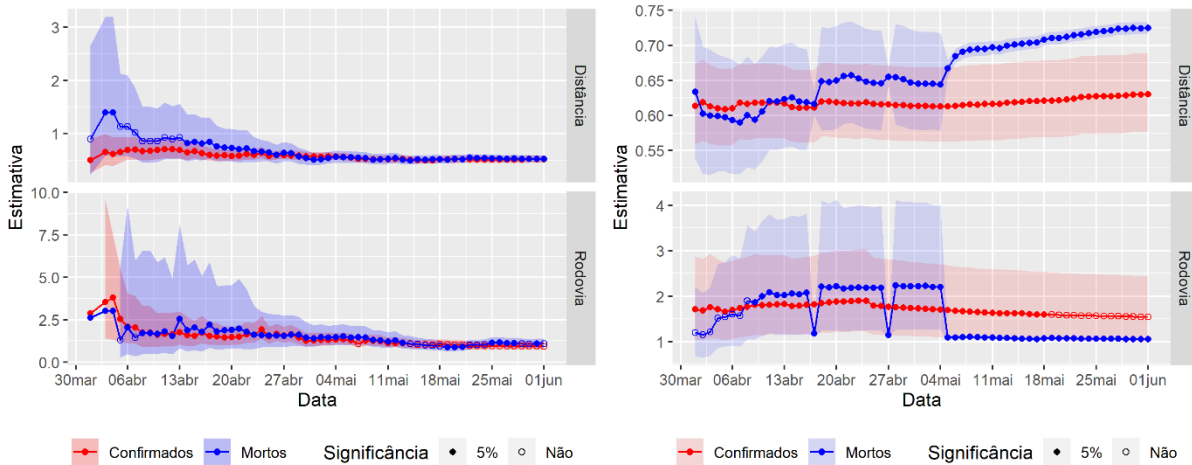 Estimativa
3
2
1
Distância
10.0
7.5
5.0
2.5
0.0
Rodovia
30mar
06abr
13abr
20abr
27abr
04mai
11mai
18mai
25mai
01jun
Data
Confirmados
Mortos
Significância
5%
Não
Estimativa
0.75
0.70
0.65
0.60
0.55
Distância
4
3
2
1
Rodovia
30mar
06abr
13abr
20abr
27abr
04mai
11mai
18mai
25mai
01jun
Data
Confirmados
Mortos
Significância
5%
Não